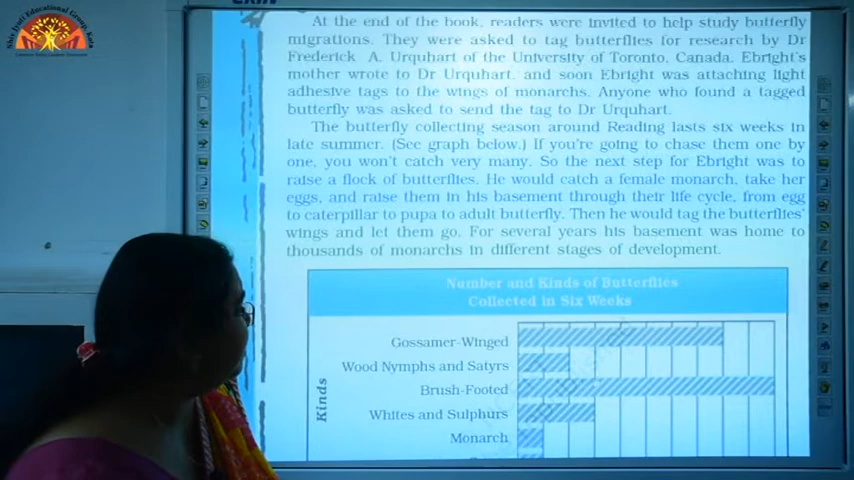 Shiv Jyoti Educational Group, Kota
At the end of the book, readers were invited to help study butterfly
migrations. They were asked to tag butterflies for research by Dr
Frederick A. Urquhart of the University of Toronto, Canada. Ebright's
mother wrote to Dr Urquhart, and soon Ebright was attaching light
adhesive tags to the wings of monarchs. Anyone who found a tagged
butterfly was asked to send the tag to Dr Urquhart.
The butterfly collecting season around Reading lasts six weeks in
late summer. (See graph below.) If you're going to chase them one by
one, you won't catch very many. So the next step for Ebright was to
raise a flock of butterflies. He would catch a female monarch, take her
eggs, and raise them in his basement through their life cycle, from egg
to caterpillar to pupa to adult butterfly. Then he would tag the butterflies'
wings and let them go. For several years his basement was home to
thousands of monarchs in different stages of development.
Number and Kinds of Butterflies
Collected in Six Weeks
Kinds
Gossamer-Winged
Wood Nymphs and Satyrs
Brush-Footed
Whites and Sulphurs
Monarch